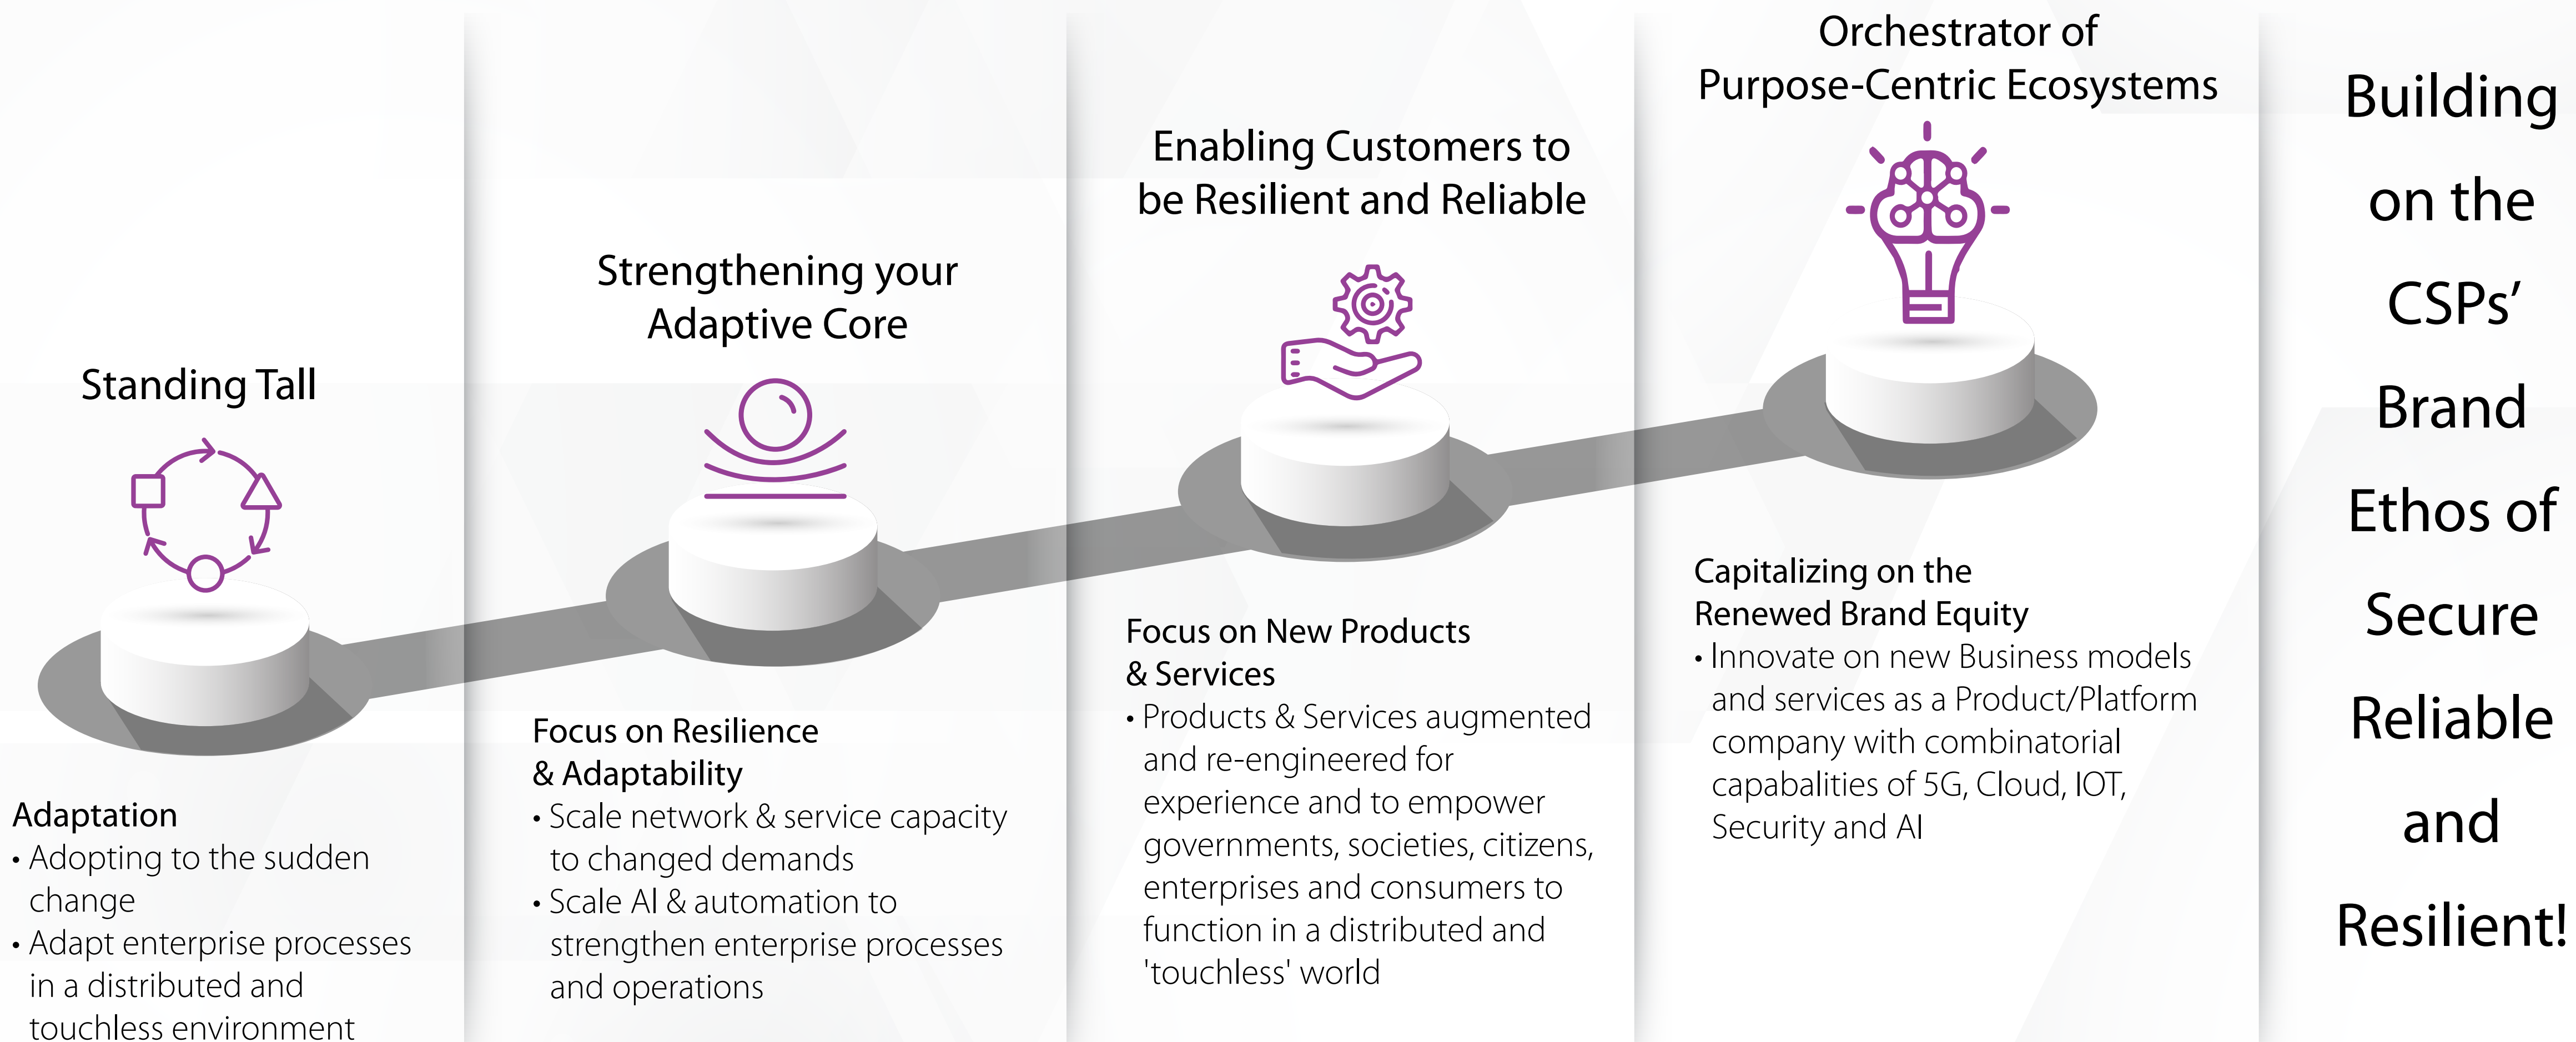 Standing Tall
Adaptation
• Adopting to the sudden
change
• Adapt enterprise processes
in a distributed and
touchless environment
Strengthening your
Adaptive Core
Focus on Resilience
& Adaptability
• Scale network & service capacity
to changed demands
• Scale AI & automation to
strengthen enterprise processes
and operations
Enabling Customers to
be Resilient and Reliable
Focus on New Products
& Services
• Products & Services augmented
and re-engineered for
experience and to empower
governments, societies, citizens,
enterprises and consumers to
function in a distributed and
'touchless' world
Orchestrator of
Purpose-Centric Ecosystems
Capitalizing on the
Renewed Brand Equity
• Innovate on new Business models
and services as a Product/Platform
company with combinatorial
capabalities of 5G, Cloud, IOT,
Security and AI
Building
on the
CSPs’
Brand
Ethos of
Secure
Reliable
and
Resilient!